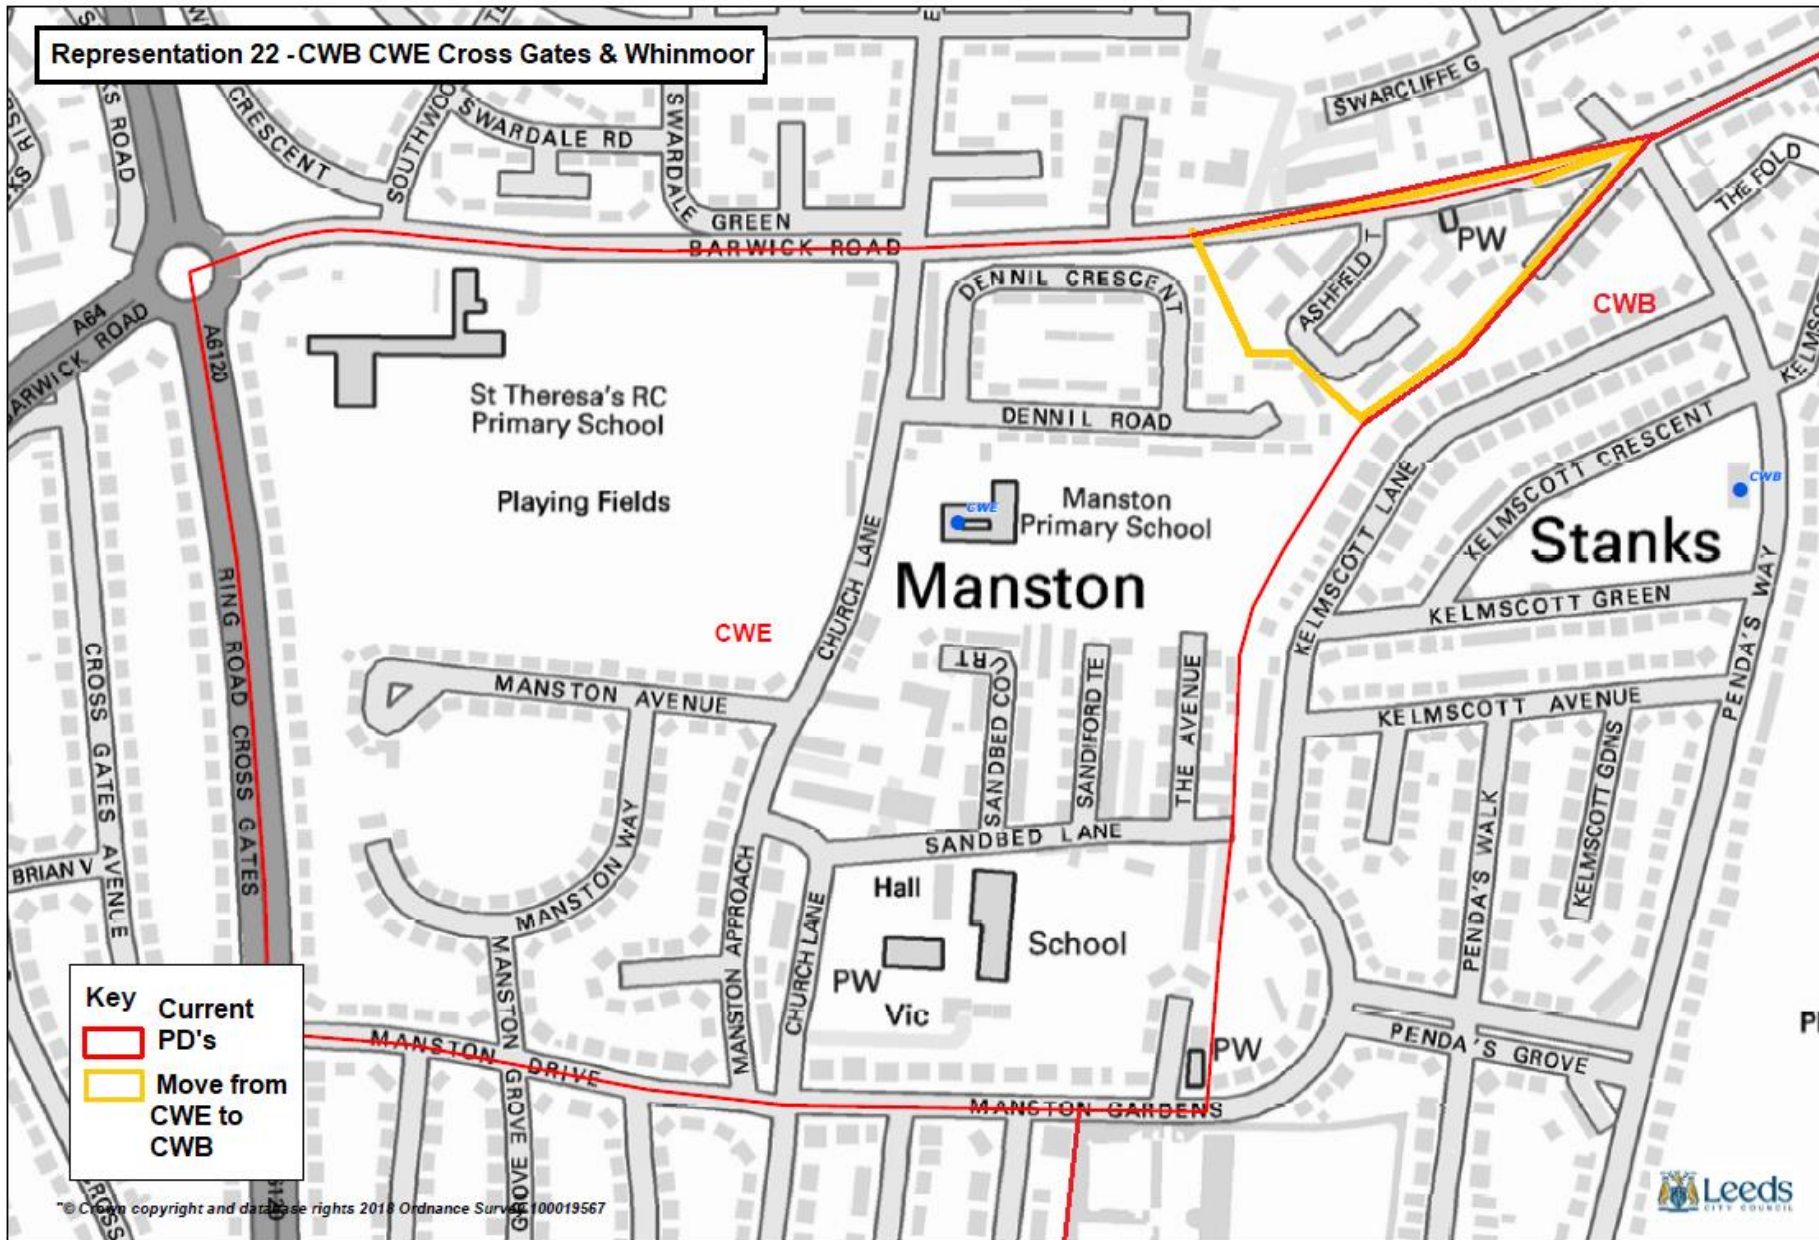 Representation 22 -CWB CWE Cross Gates & Whinmoor
CRESCENT
SOUTHWOO
SWARDALE RD
SWARDALE
GREEN
BARWICK ROAD
SWARCLIFFE G
THE FOLD
PW
ASHFIELD T
CWB
DENNIL CRESCENT
DENNIL ROAD
A64
BARWICK ROAD
A6120
St Theresa's RC
Primary School
Playing Fields
CWE
Manston
Primary School
Manston
CHURCH LANE
CWE
KELMSCOTT LANE
KELMSCOTT CRESCENT
CWB
Stanks
KELMSCOTT GREEN
PENDA'S WAY
KELMSCOTT AVENUE
KELMSCOTT GDNS
PENDA'S WALK
PENDA'S GROVE
RING ROAD CROSS GATES
CROSS GATES AVENUE
BRIAN V
MANSTON AVENUE
MANSTON WAY
MANSTON APPROACH
CHURCH LANE
SANDBED COURT
SANDIFORD TE
THE AVENUE
SANDBED LANE
Hall
School
PW
Vic
PW
MANSTON DRIVE
MANSTON GROVE
GROVE
MANSTON GARDENS
Key
Current
PD's
Move from
CWE to
CWB
"© Crown copyright and database rights 2018 Ordnance Survey 100019567
Leeds
CITY COUNCIL